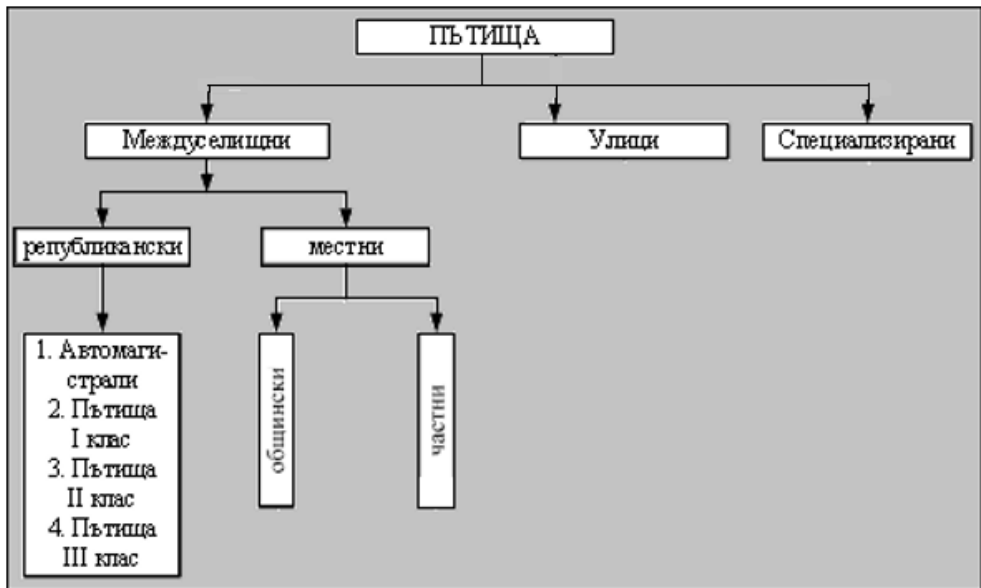 ПЪТИЩА
Междуселищни
Улици
Специализирани
републикански
местни
1. Автомаги-
страли
2. Пътища
I клас
3. Пътища
II клас
4. Пътища
III клас
общински
частни